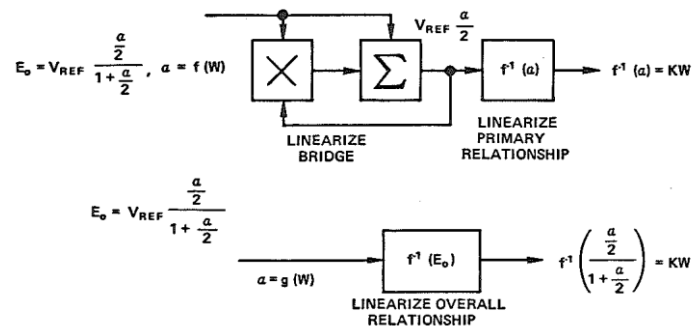 E₀ = V_REF (a/2)/(1 + a/2), a = f (W)
V_REF a/2
X
Σ
f⁻¹ (a)
f⁻¹ (a) = KW
LINEARIZE
BRIDGE
LINEARIZE
PRIMARY
RELATIONSHIP
E₀ = V_REF (a/2)/(1 + a/2)
a = g (W)
f⁻¹ (E₀)
f⁻¹ ((a/2)/(1 + a/2)) = KW
LINEARIZE OVERALL
RELATIONSHIP